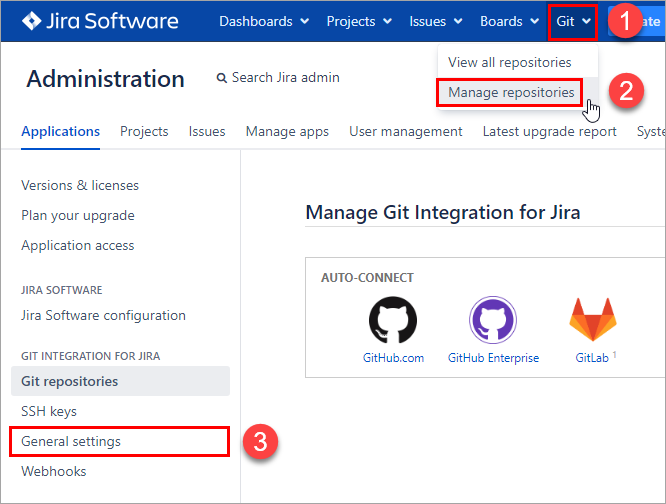 Jira Software Dashboards Projects Issues Boards Git 1 ate
View all repositories
Administration Search Jira admin
Manage repositories 2
Applications Projects Issues Manage apps User management Latest upgrade report Syste
Versions & licenses
Plan your upgrade
Application access
JIRA SOFTWARE
Jira Software configuration
GIT INTEGRATION FOR JIRA
Git repositories
SSH keys
General settings 3
Webhooks
Manage Git Integration for Jira
AUTO-CONNECT
GitHub.com GitHub Enterprise GitLab 1